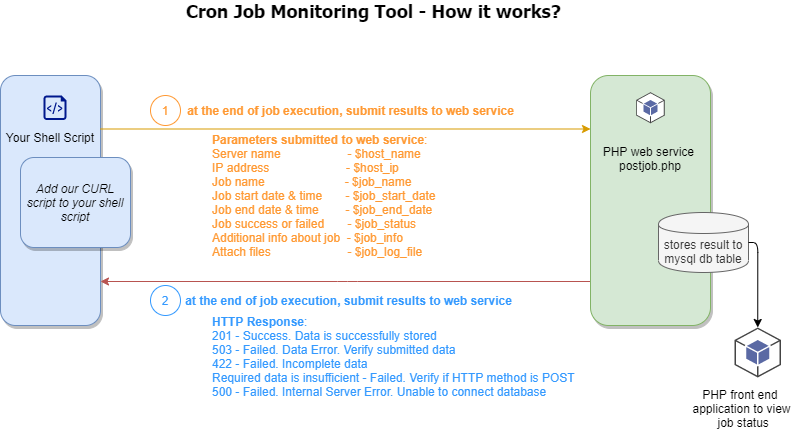 Cron Job Monitoring Tool - How it works?
1
at the end of job execution, submit results to web service
Your Shell Script
Add our CURL
script to your shell
script
Parameters submitted to web service:
Server name - $host_name
IP address - $host_ip
Job name - $job_name
Job start date & time - $job_start_date
Job end date & time - $job_end_date
Job success or failed - $job_status
Additional info about job - $job_info
Attach files - $job_log_file
PHP web service
postjob.php
stores result to
mysql db table
2
at the end of job execution, submit results to web service
HTTP Response:
201 - Success. Data is successfully stored
503 - Failed. Data Error. Verify submitted data
422 - Failed. Incomplete data
Required data is insufficient - Failed. Verify if HTTP method is POST
500 - Failed. Internal Server Error. Unable to connect database
PHP front end
application to view
job status